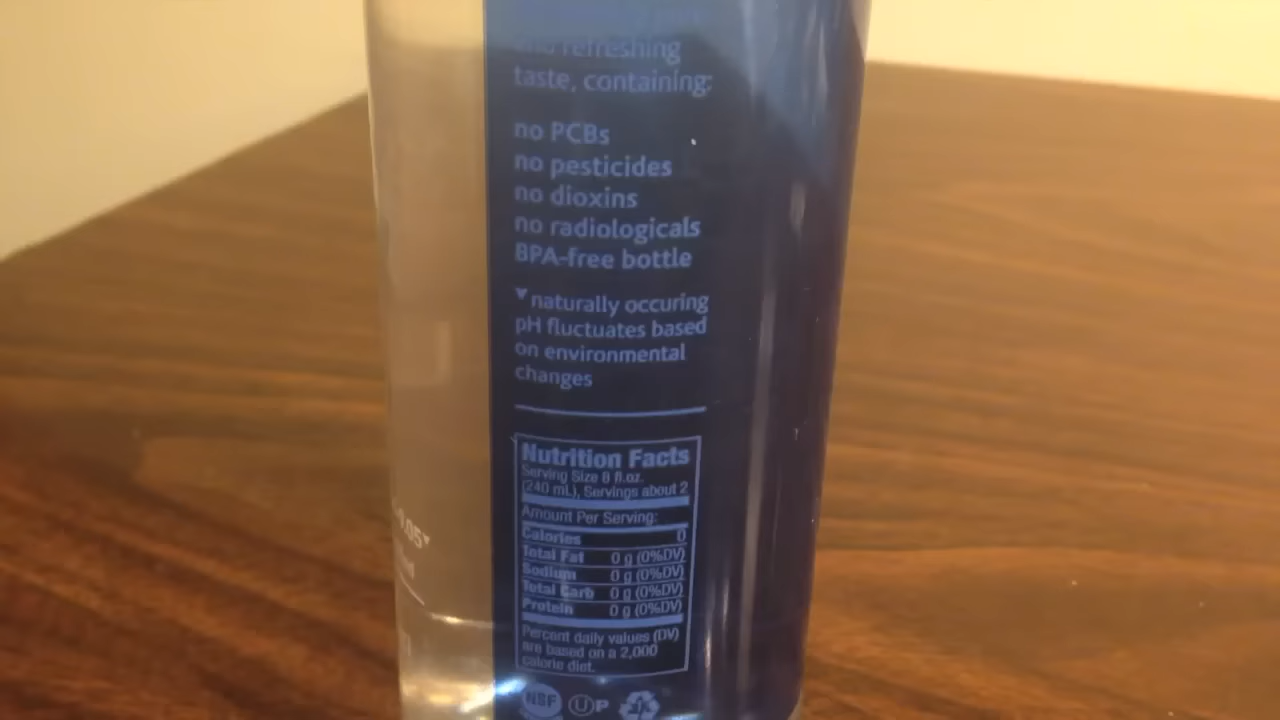 refreshing
taste, containing:
no PCBs
no pesticides
no dioxins
no radiologicals
BPA-free bottle
naturally occuring
pH fluctuates based
on environmental
changes
Nutrition Facts
Serving Size 8 fl.oz.
(240 mL), Servings about 2
Amount Per Serving:
Calories 0
Total Fat 0 g (0%DV)
Sodium 0 g (0%DV)
Total Carb 0 g (0%DV)
Protein 0 g (0%DV)
Percent daily values (DV)
are based on a 2,000
calorie diet.
NSF U P